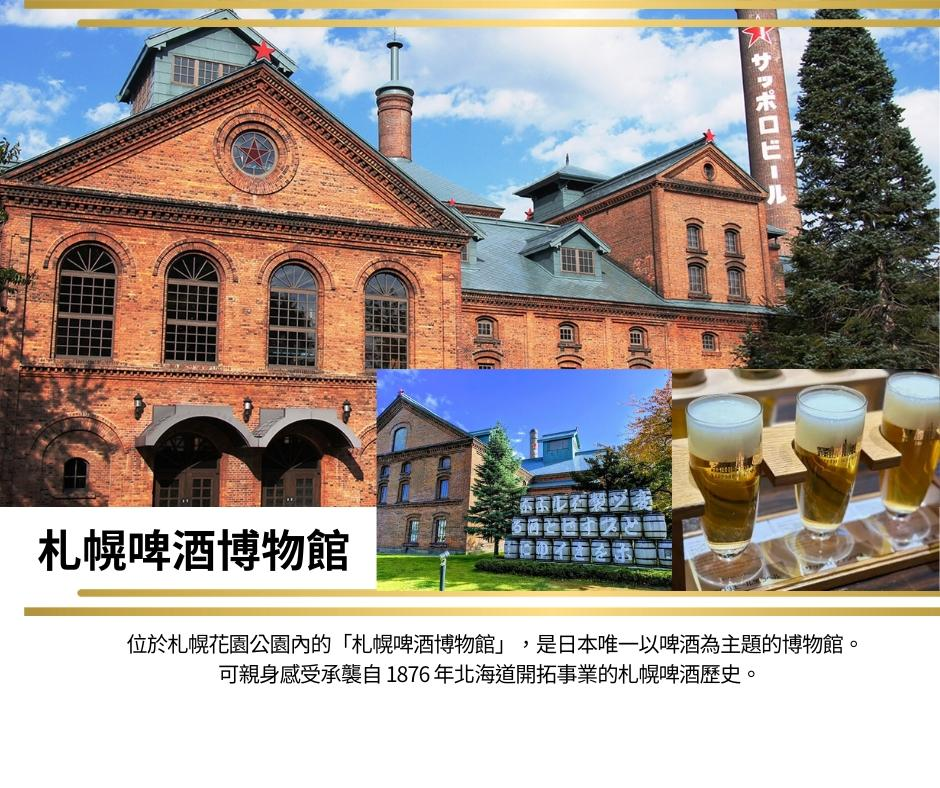 サッポロビール
札幌啤酒博物館
位於札幌花園公園內的「札幌啤酒博物館」，是日本唯一以啤酒為主題的博物館。
可親身感受承襲自 1876 年北海道開拓事業的札幌啤酒歷史。